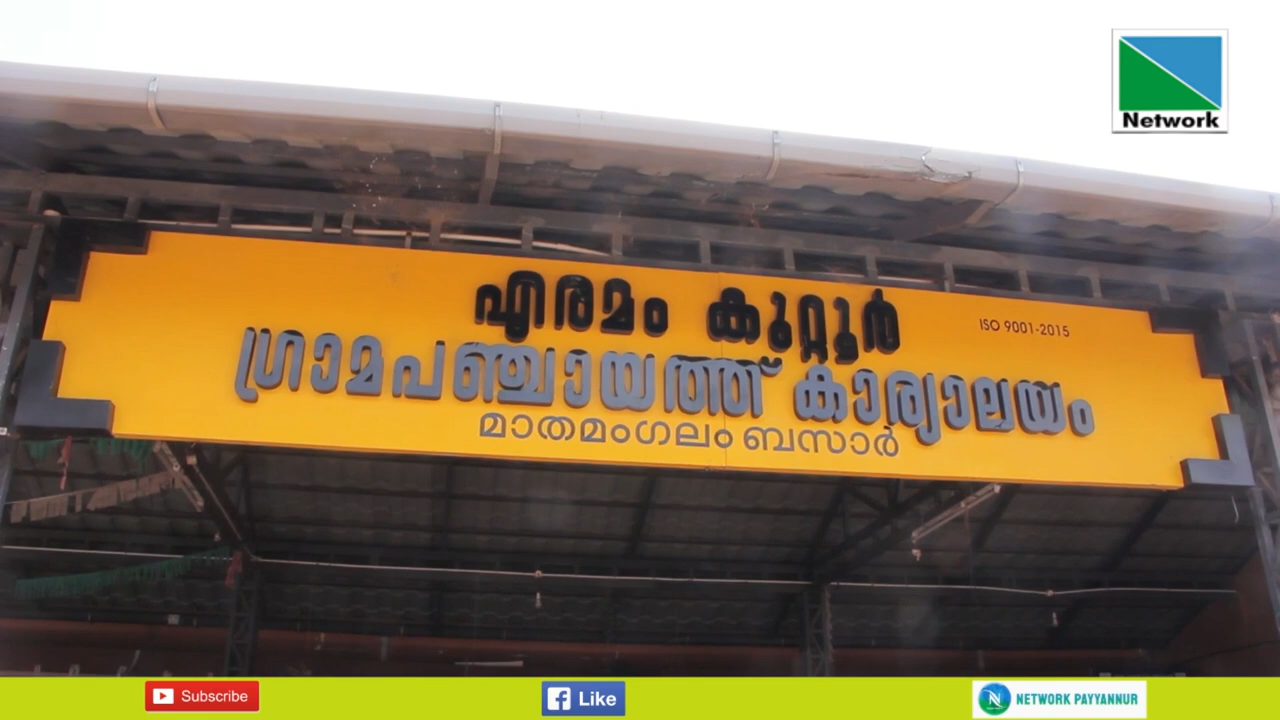 Network
എരമം കുറ്റൂർ
ISO 9001-2015
ഗ്രാമപഞ്ചായത്ത് കാര്യാലയം
മാതമംഗലം ബസാർ
Subscribe
Like
NETWORK PAYYANNUR